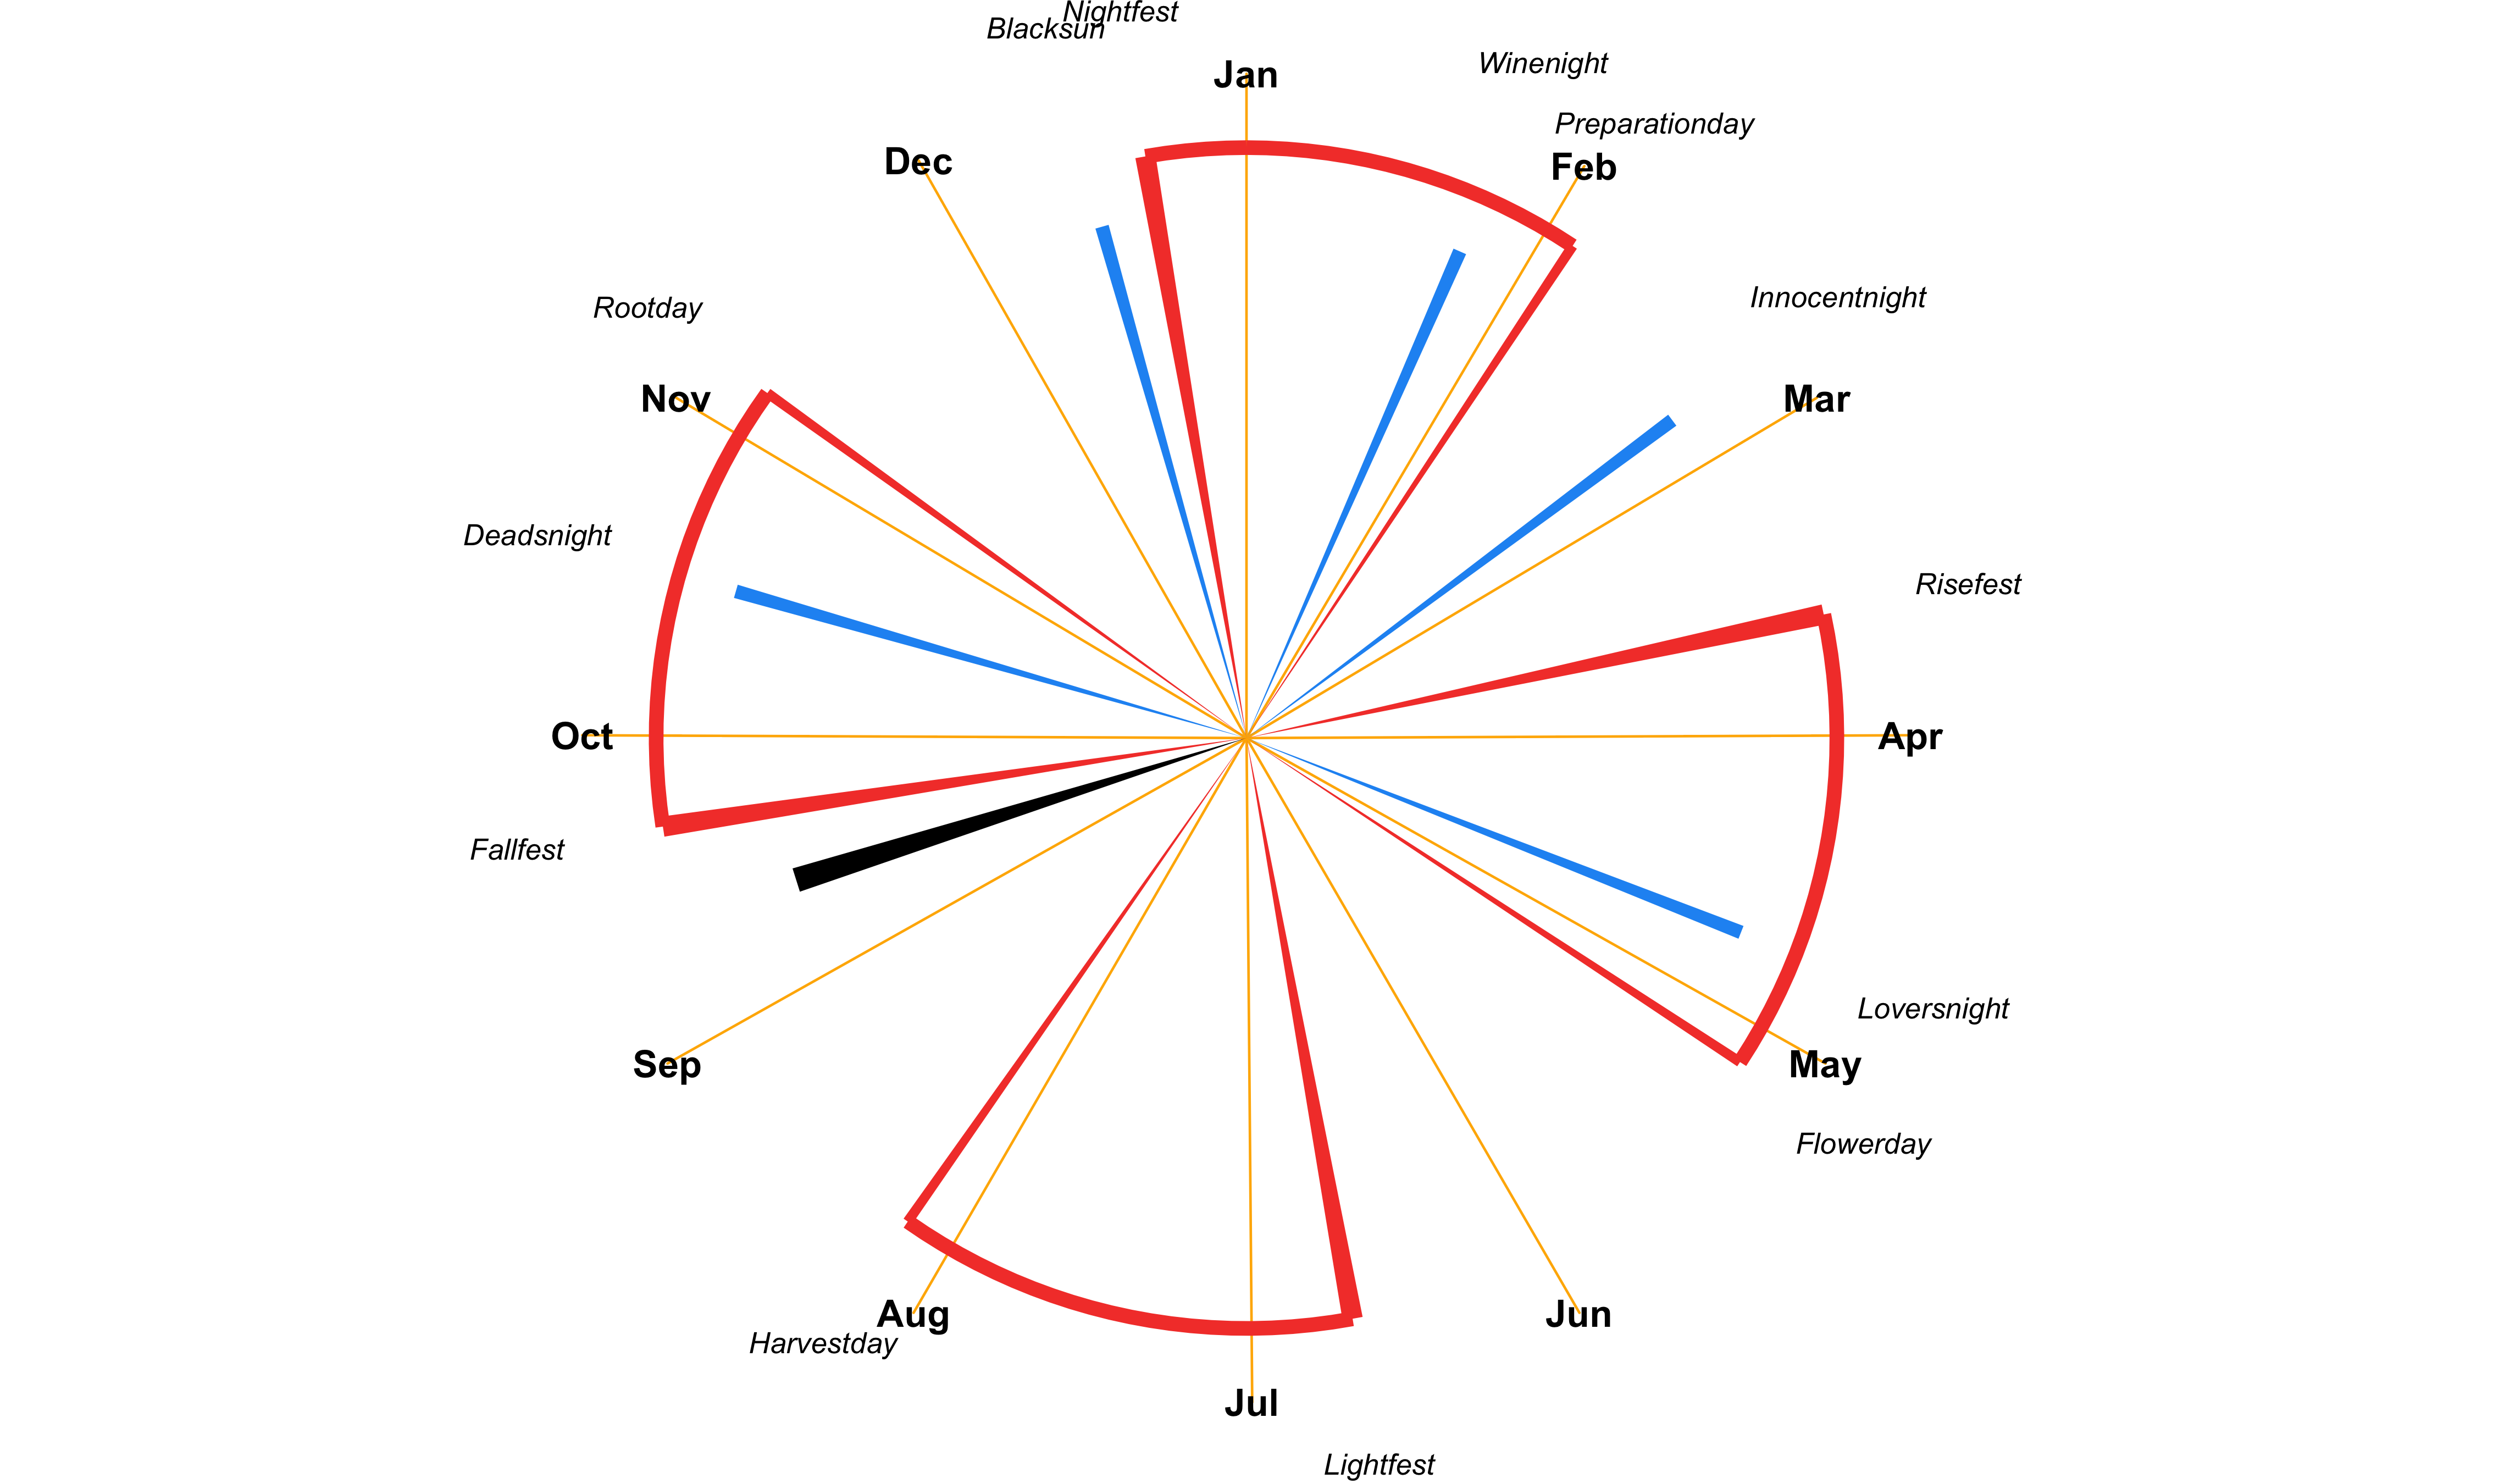 Nightfest
Blacksun
Winenight
Jan
Preparationday
Dec
Feb
Innocentnight
Rootday
Nov
Mar
Deadsnight
Risefest
Oct
Apr
Fallfest
Loversnight
Sep
May
Flowerday
Aug
Jun
Harvestday
Jul
Lightfest